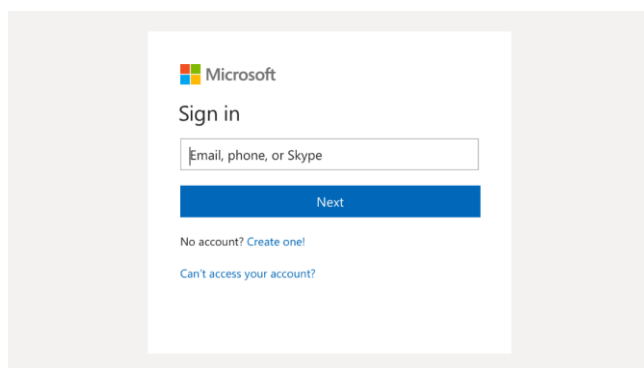 Microsoft
Sign in
Email, phone, or Skype
Next
No account? Create one!
Can't access your account?